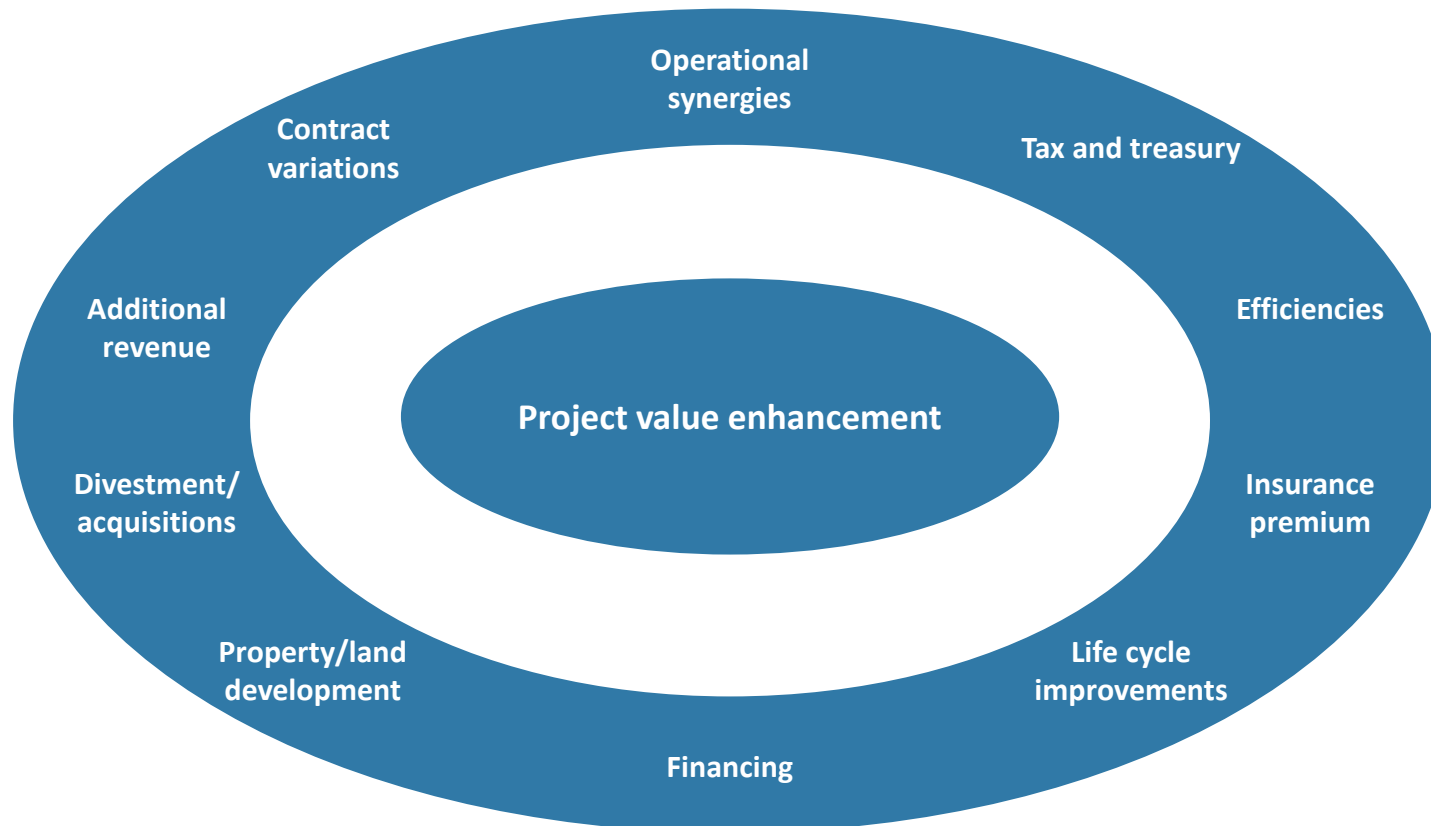 Operational
synergies
Tax and treasury
Efficiencies
Insurance
premium
Life cycle
improvements
Financing
Property/land
development
Divestment/
acquisitions
Additional
revenue
Contract
variations
Project value enhancement